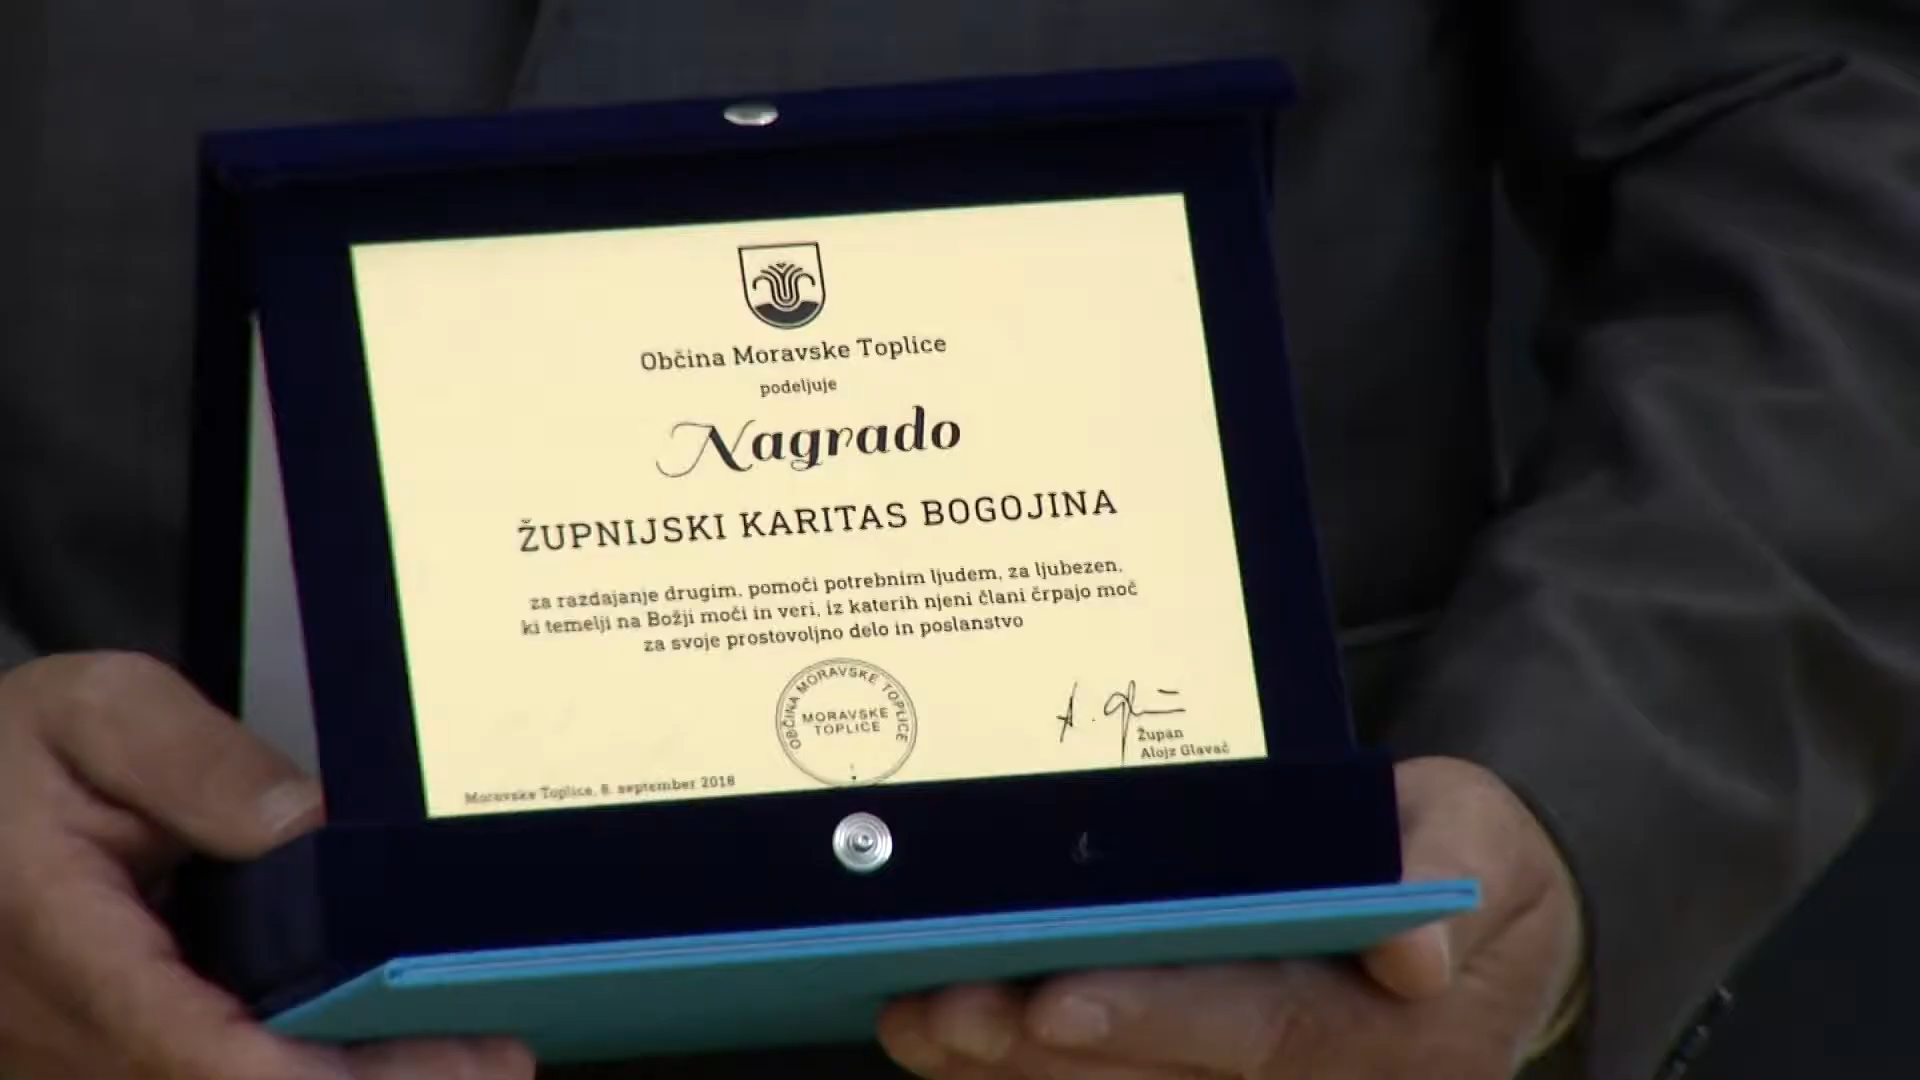 Občina Moravske Toplice
podeljuje
Nagrado
ŽUPNIJSKI KARITAS BOGOJINA
za razdajanje drugim, pomoči potrebnim ljudem, za ljubezen,
ki temelji na Božji moči in veri, iz katerih njeni člani črpajo moč
za svoje prostovoljno delo in poslanstvo
OBČINA MORAVSKE TOPLICE
MORAVSKE
TOPLICE
A. Gl
Župan
Alojz Glavač
Moravske Toplice, 8. september 2018